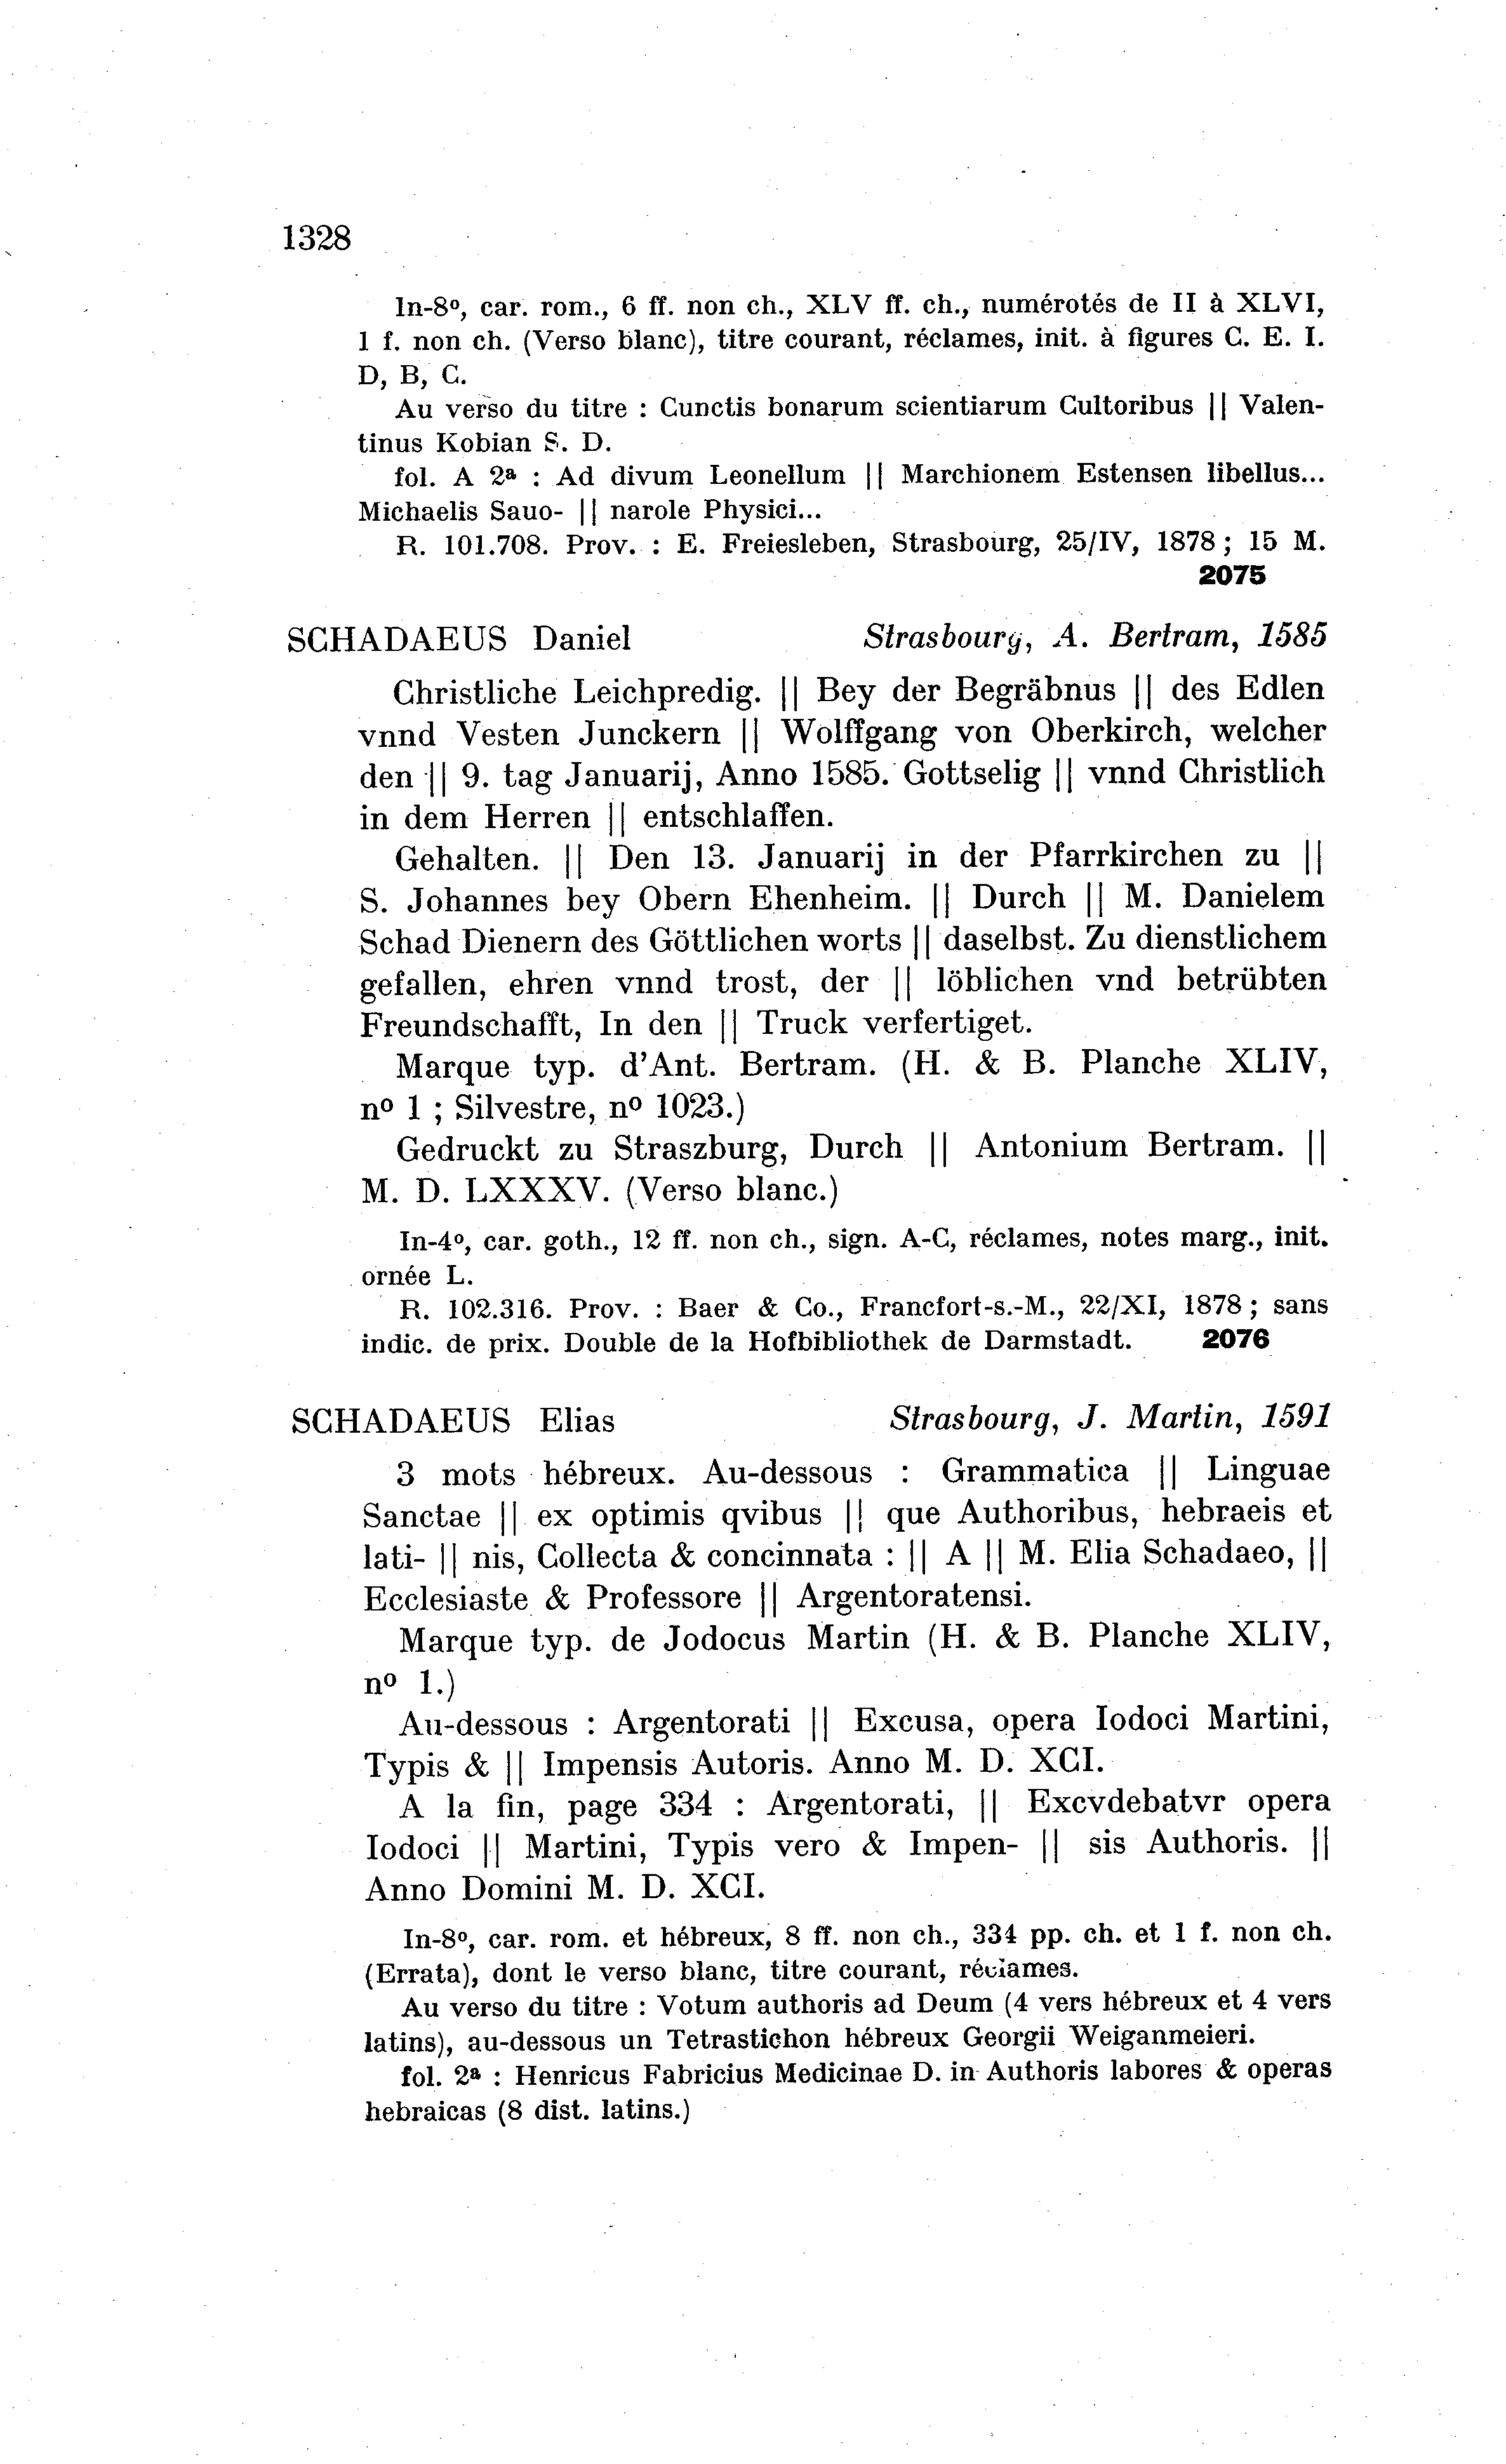 1328
In-8º, car. rom., 6 ff. non ch., XLV ff. ch., numérotés de II à XLVI,
1 f. non ch. (Verso blanc), titre courant, réclames, init. à figures C. E. I.
D, B, C.
Au verso du titre : Cunctis bonarum scientiarum Cultoribus || Valen-
tinus Kobian S. D.
fol. A 2ª : Ad divum Leonellum || Marchionem Estensen libellus...
Michaelis Sauo- || narole Physici...
R. 101.708. Prov. : E. Freiesleben, Strasbourg, 25/IV, 1878 ; 15 M.
2075
SCHADAEUS Daniel Strasbourg, A. Bertram, 1585
Christliche Leichpredig. || Bey der Begräbnus || des Edlen
vnnd Vesten Junckern || Wolffgang von Oberkirch, welcher
den || 9. tag Januarij, Anno 1585. Gottselig || vnnd Christlich
in dem Herren || entschlaffen.
Gehalten. || Den 13. Januarij in der Pfarrkirchen zu ||
S. Johannes bey Obern Ehenheim. || Durch || M. Danielem
Schad Dienern des Göttlichen worts || daselbst. Zu dienstlichem
gefallen, ehren vnnd trost, der || löblichen vnd betrübten
Freundschafft, In den || Truck verfertiget.
Marque typ. d'Ant. Bertram. (H. & B. Planche XLIV,
nº 1 ; Silvestre, nº 1023.)
Gedruckt zu Straszburg, Durch || Antonium Bertram. ||
M. D. LXXXV. (Verso blanc.)
In-4º, car. goth., 12 ff. non ch., sign. A-C, réclames, notes marg., init.
ornée L.
R. 102.316. Prov. : Baer & Co., Francfort-s.-M., 22/XI, 1878 ; sans
indic. de prix. Double de la Hofbibliothek de Darmstadt. 2076
SCHADAEUS Elias Strasbourg, J. Martin, 1591
3 mots hébreux. Au-dessous : Grammatica || Linguae
Sanctae || ex optimis qvibus || que Authoribus, hebraeis et
lati- || nis, Collecta & concinnata : || A || M. Elia Schadaeo, ||
Ecclesiaste & Professore || Argentoratensi.
Marque typ. de Jodocus Martin (H. & B. Planche XLIV,
nº 1.)
Au-dessous : Argentorati || Excusa, opera Iodoci Martini,
Typis & || Impensis Autoris. Anno M. D. XCI.
A la fin, page 334 : Argentorati, || Excvdebatvr opera
Iodoci || Martini, Typis vero & Impen- || sis Authoris. ||
Anno Domini M. D. XCI.
In-8º, car. rom. et hébreux, 8 ff. non ch., 334 pp. ch. et 1 f. non ch.
(Errata), dont le verso blanc, titre courant, réclames.
Au verso du titre : Votum authoris ad Deum (4 vers hébreux et 4 vers
latins), au-dessous un Tetrastichon hébreux Georgii Weiganmeieri.
fol. 2ª : Henricus Fabricius Medicinae D. in Authoris labores & operas
hebraicas (8 dist. latins.)